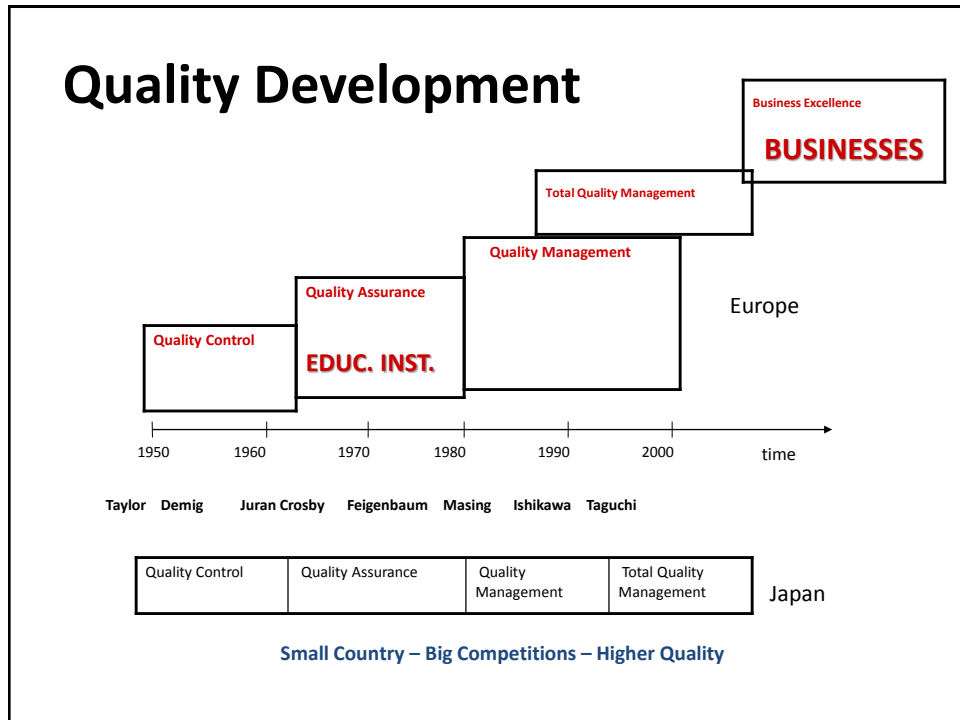 Quality Development
Business Excellence
BUSINESSES
Total Quality Management
Quality Management
Quality Assurance
Europe
Quality Control
EDUC. INST.
1950 1960 1970 1980 1990 2000 time
Taylor Demig Juran Crosby Feigenbaum Masing Ishikawa Taguchi
Quality Control Quality Assurance Quality Total Quality
Management Management
Japan
Small Country – Big Competitions – Higher Quality